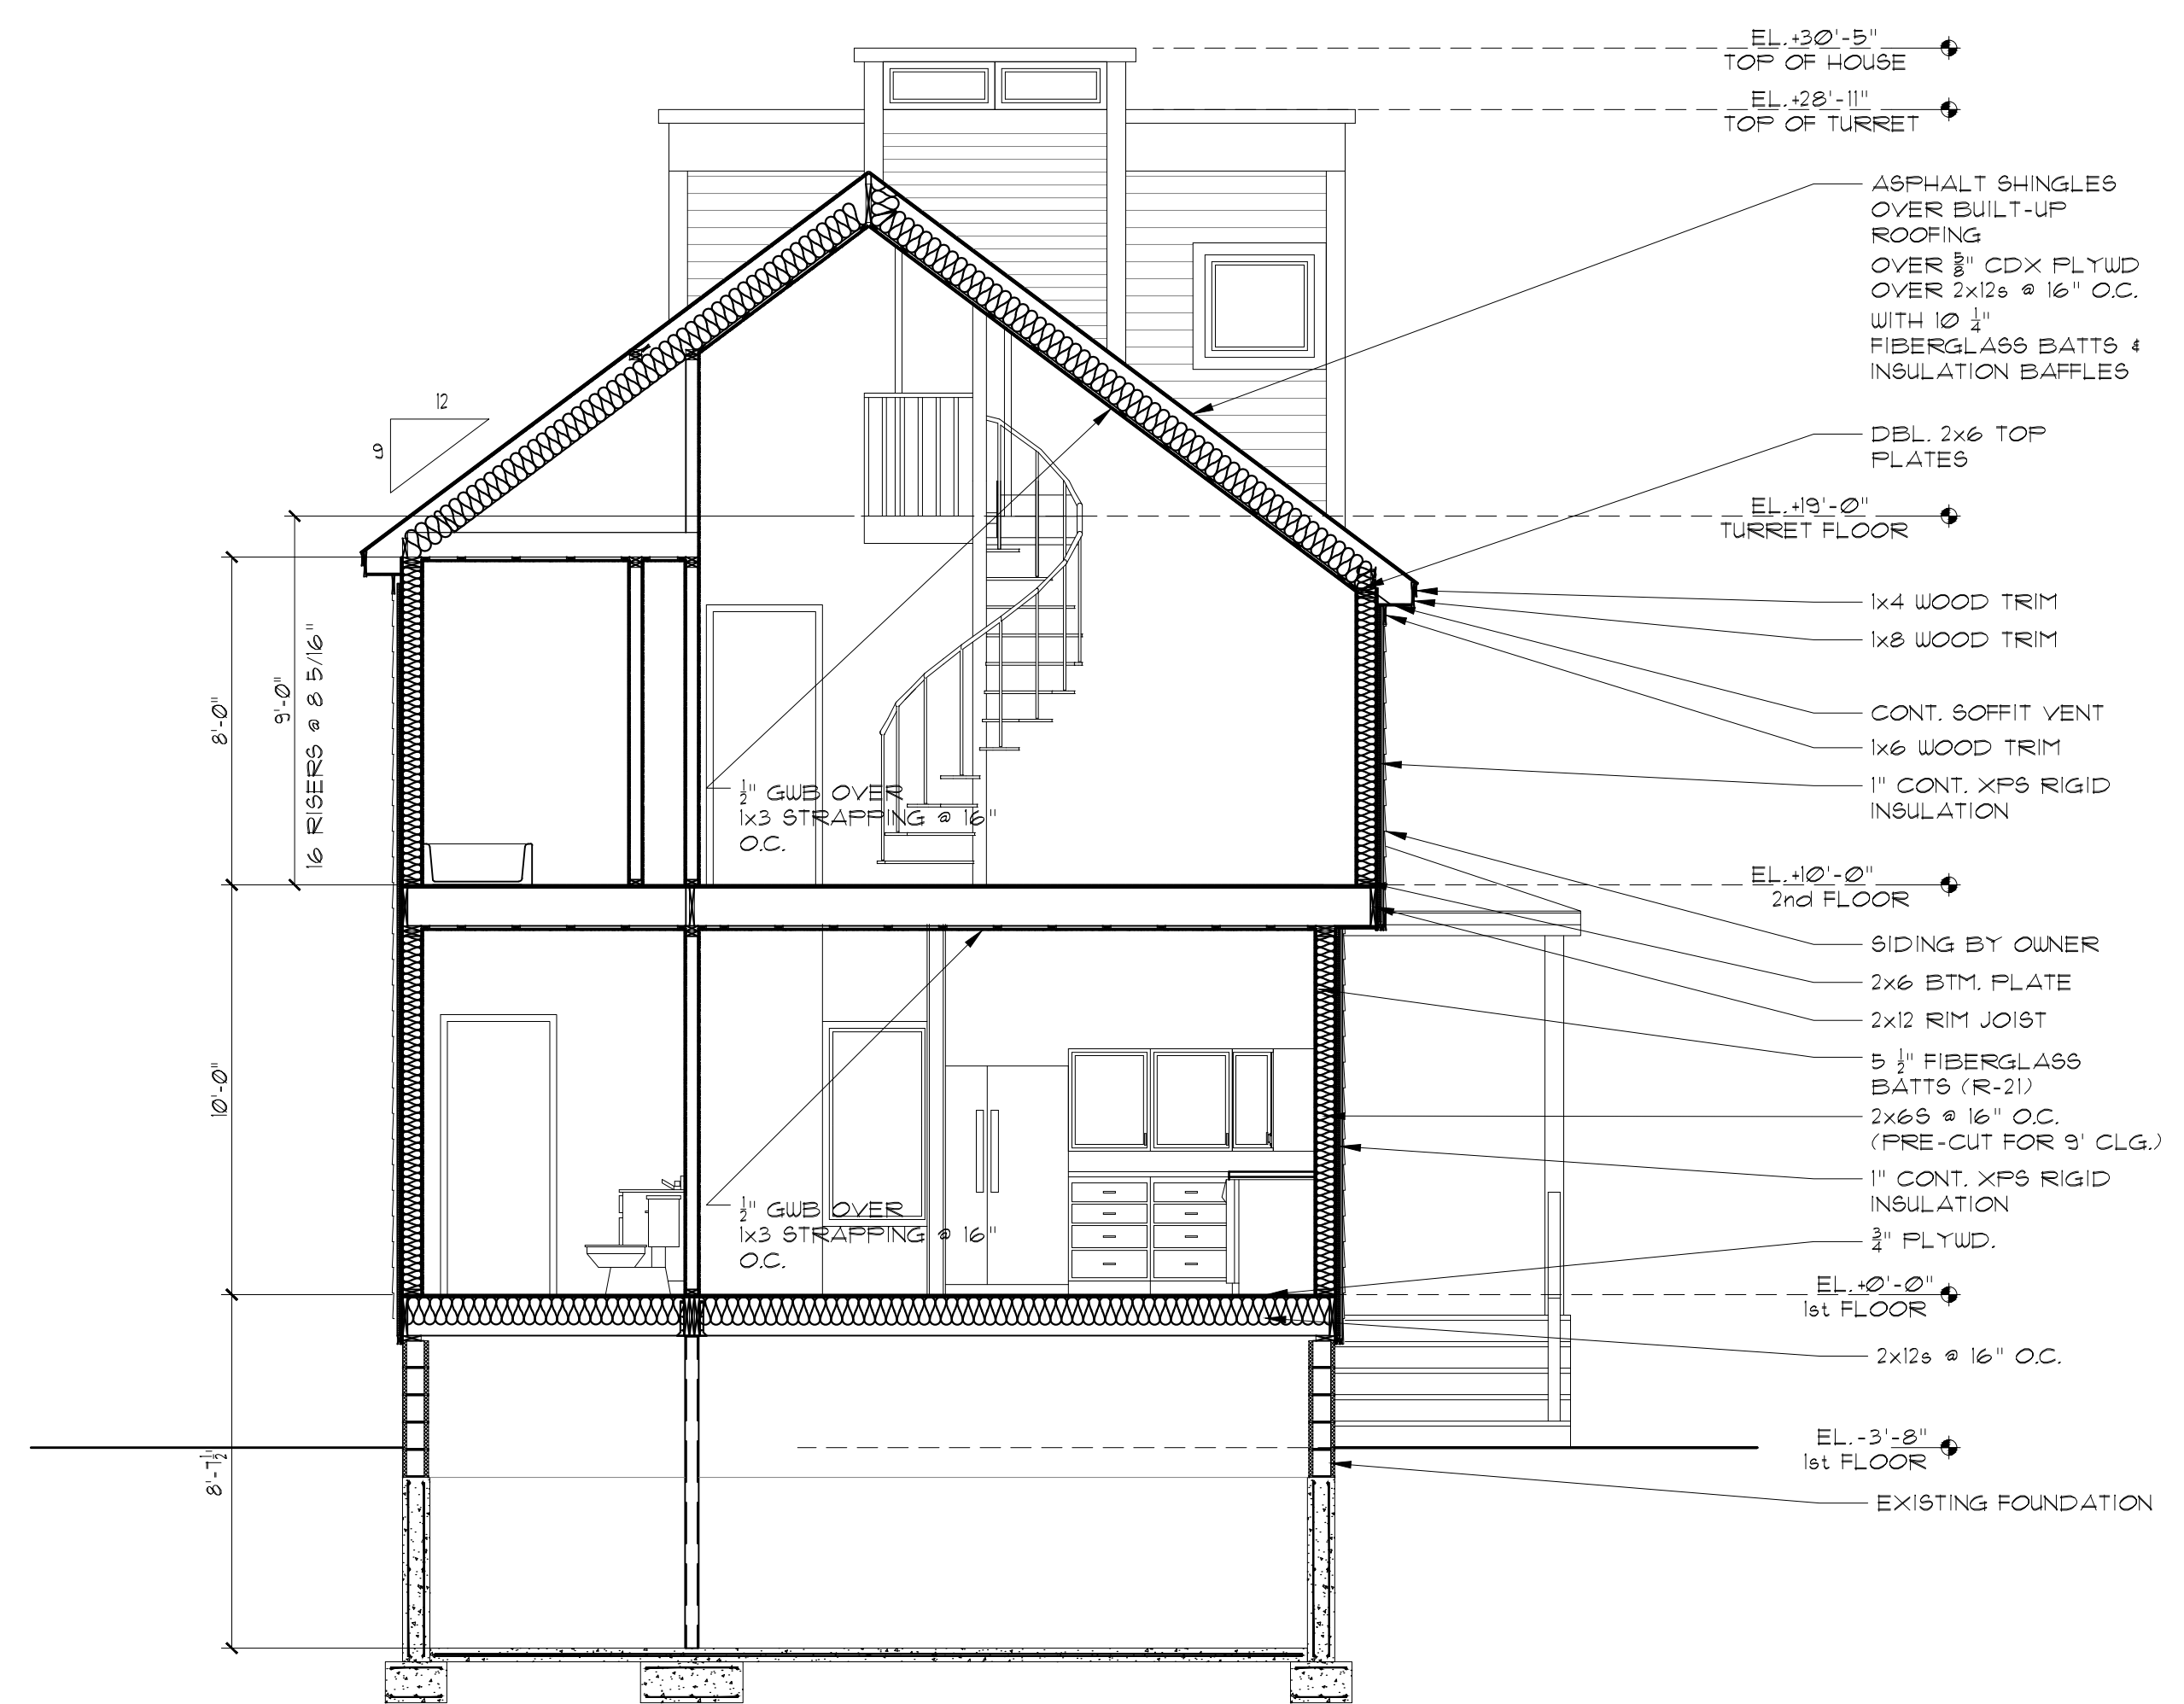 EL.+30'-5"
TOP OF HOUSE
EL.+28'-11"
TOP OF TURRET
ASPHALT SHINGLES
OVER BUILT-UP
ROOFING
OVER 5/8" CDX PLYWD
OVER 2x12s @ 16" O.C.
WITH 10 1/4"
FIBERGLASS BATTS &
INSULATION BAFFLES
12
9
DBL. 2x6 TOP
PLATES
EL.+19'-0"
TURRET FLOOR
1x4 WOOD TRIM
1x8 WOOD TRIM
CONT. SOFFIT VENT
1x6 WOOD TRIM
1" CONT. XPS RIGID
INSULATION
8'-0"
9'-0"
16 RISERS @ 8 5/16"
1/2" GWB OVER
1x3 STRAPPING @ 16"
O.C.
EL.+10'-0"
2nd FLOOR
SIDING BY OWNER
2x6 BTM. PLATE
2x12 RIM JOIST
5 1/2" FIBERGLASS
BATTS (R-21)
2x6S @ 16" O.C.
(PRE-CUT FOR 9' CLG.)
1" CONT. XPS RIGID
INSULATION
3/4" PLYWD.
10'-0"
1/2" GWB OVER
1x3 STRAPPING @ 16"
O.C.
EL.+0'-0"
1st FLOOR
2x12s @ 16" O.C.
EL.-3'-8"
1st FLOOR
8'-7 1/2"
EXISTING FOUNDATION